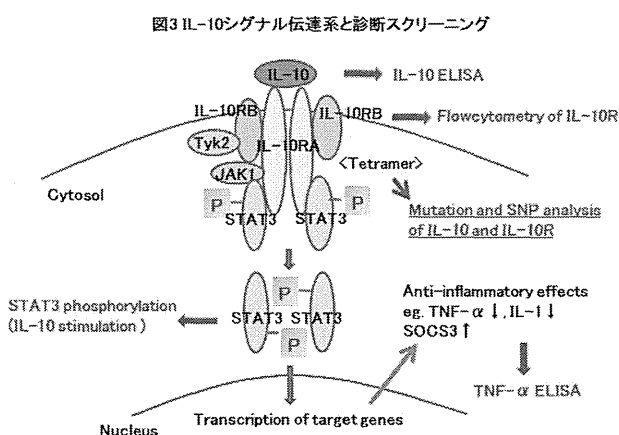 図3 IL-10シグナル伝達系と診断スクリーニング
IL-10
IL-10 ELISA
IL-10RB
IL-10RB
Flowcytometry of IL-10R
Tyk2
IL-10RA
<Tetramer>
JAK1
Cytosol
P
P
STAT3
STAT3
Mutation and SNP analysis
of IL-10 and IL-10R
P
STAT3 phosphorylation
(IL-10 stimulation )
STAT3
STAT3
P
Anti-inflammatory effects
eg. TNF-α ↓, IL-1 ↓
SOCS3 ↑
TNF-α ELISA
Transcription of target genes
Nucleus